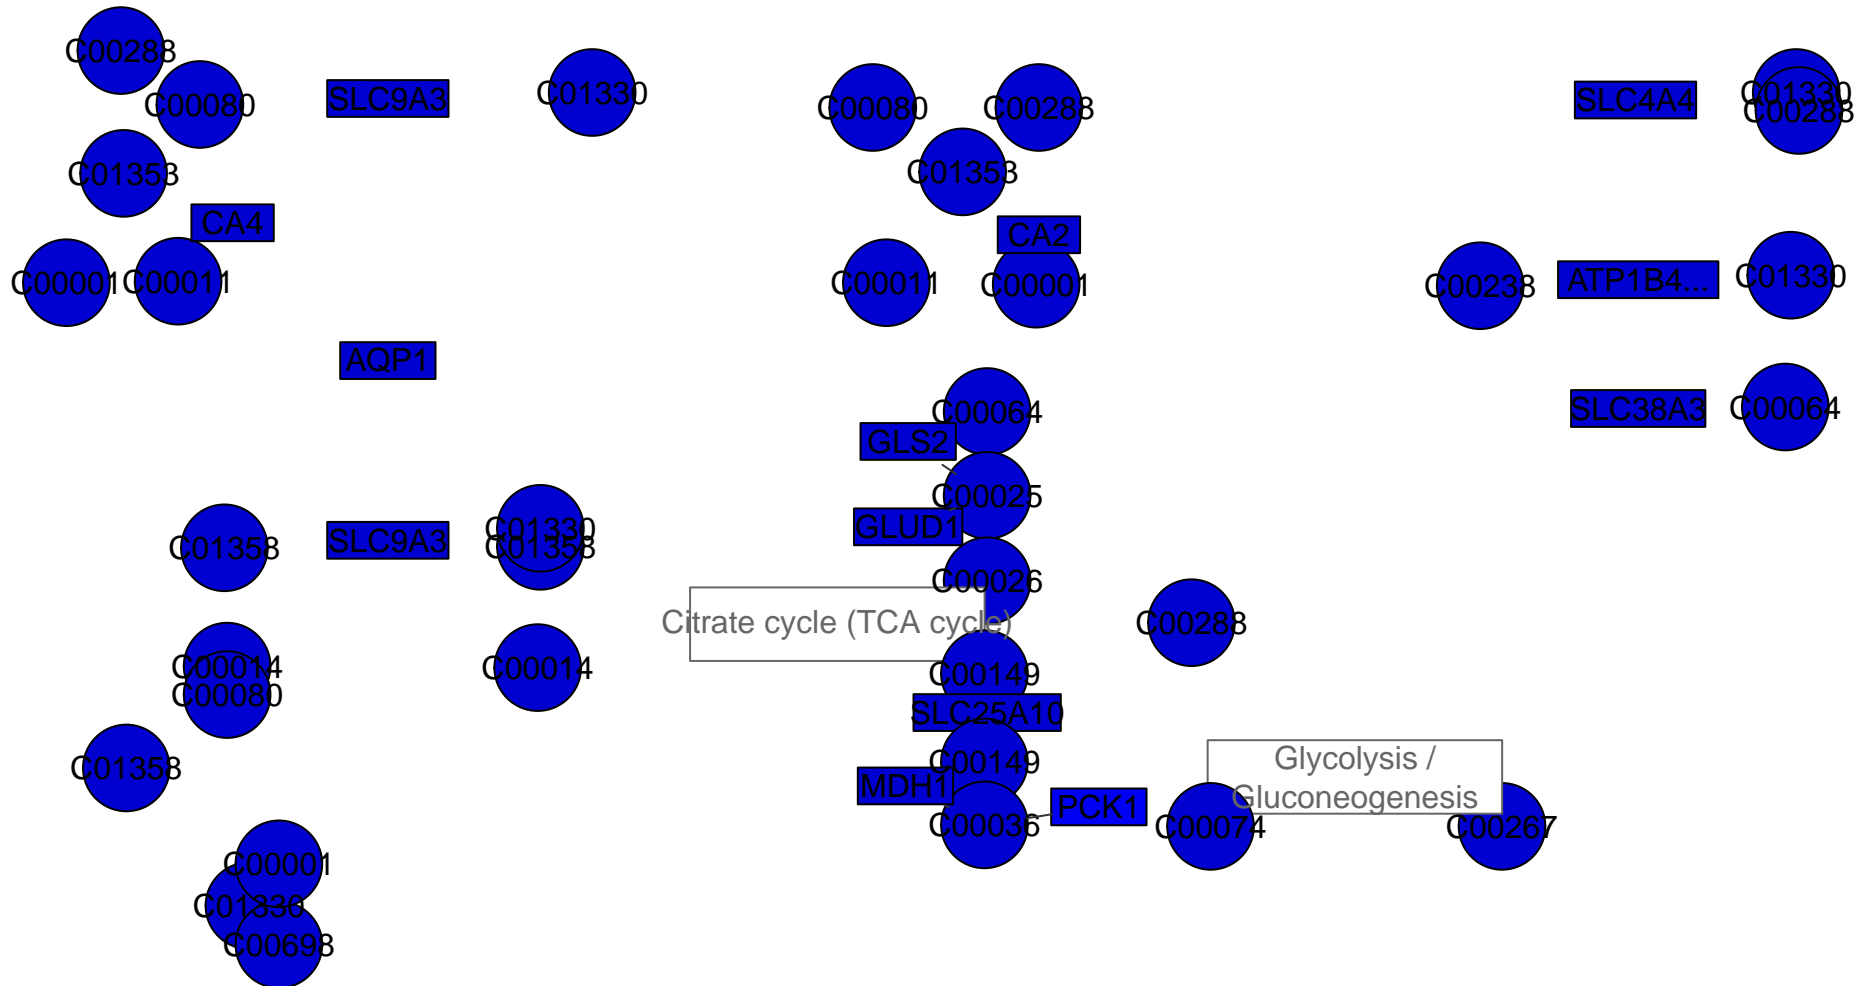 C00288
C00080
SLC9A3
C01330
C00080
C00288
SLC4A4
C01330
C00288
C01353
C01353
CA4
CA2
C00001
C00011
C00011
C00001
C00238
ATP1B4...
C01330
AQP1
C00064
SLC38A3
C00064
GLS2
C00025
GLUD1
C01358
SLC9A3
C01330
C01358
C00026
Citrate cycle (TCA cycle)
C00288
C00014
C00080
C00014
C00149
SLC25A10
C01358
C00149
MDH1
Glycolysis /
Gluconeogenesis
PCK1
C00036
C00074
C00267
C00001
C01330
C00698